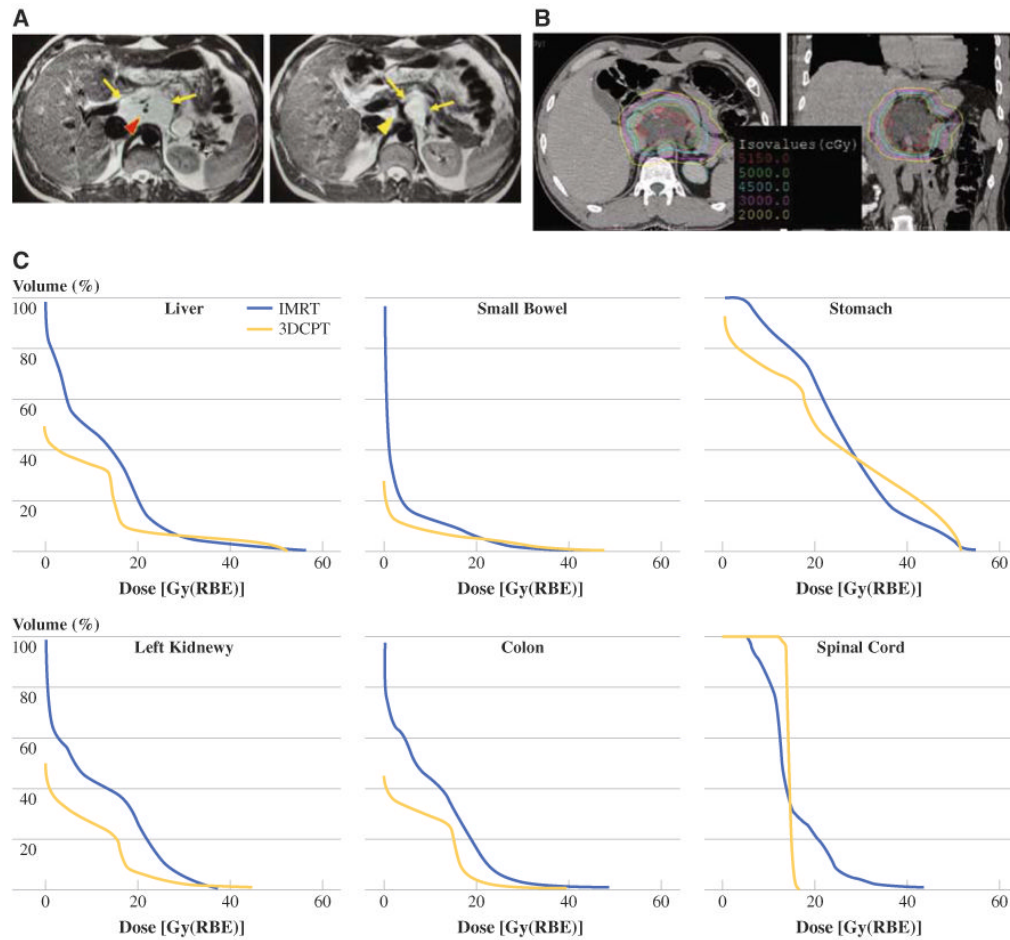 A
B
Isovalues(cGy)
5150.0
5000.0
4500.0
3000.0
2000.0
C
Volume (%)
Liver
IMRT
3DCPT
Small Bowel
Stomach
100
80
60
40
20
0 20 40 60
0 20 40 60
0 20 40 60
Dose [Gy(RBE)]
Dose [Gy(RBE)]
Dose [Gy(RBE)]
Volume (%)
Left Kidnewy
Colon
Spinal Cord
100
80
60
40
20
0 20 40 60
0 20 40 60
0 20 40 60
Dose [Gy(RBE)]
Dose [Gy(RBE)]
Dose [Gy(RBE)]